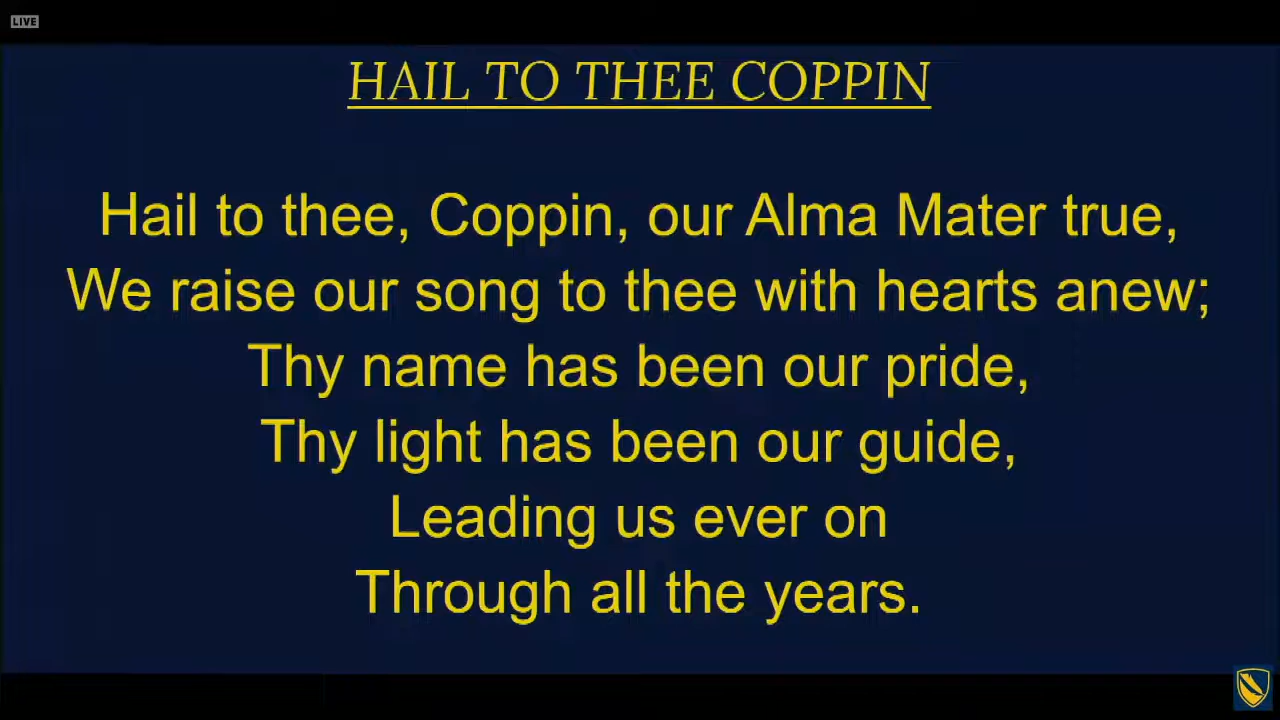 LIVE
HAIL TO THEE COPPIN
Hail to thee, Coppin, our Alma Mater true,
We raise our song to thee with hearts anew;
Thy name has been our pride,
Thy light has been our guide,
Leading us ever on
Through all the years.